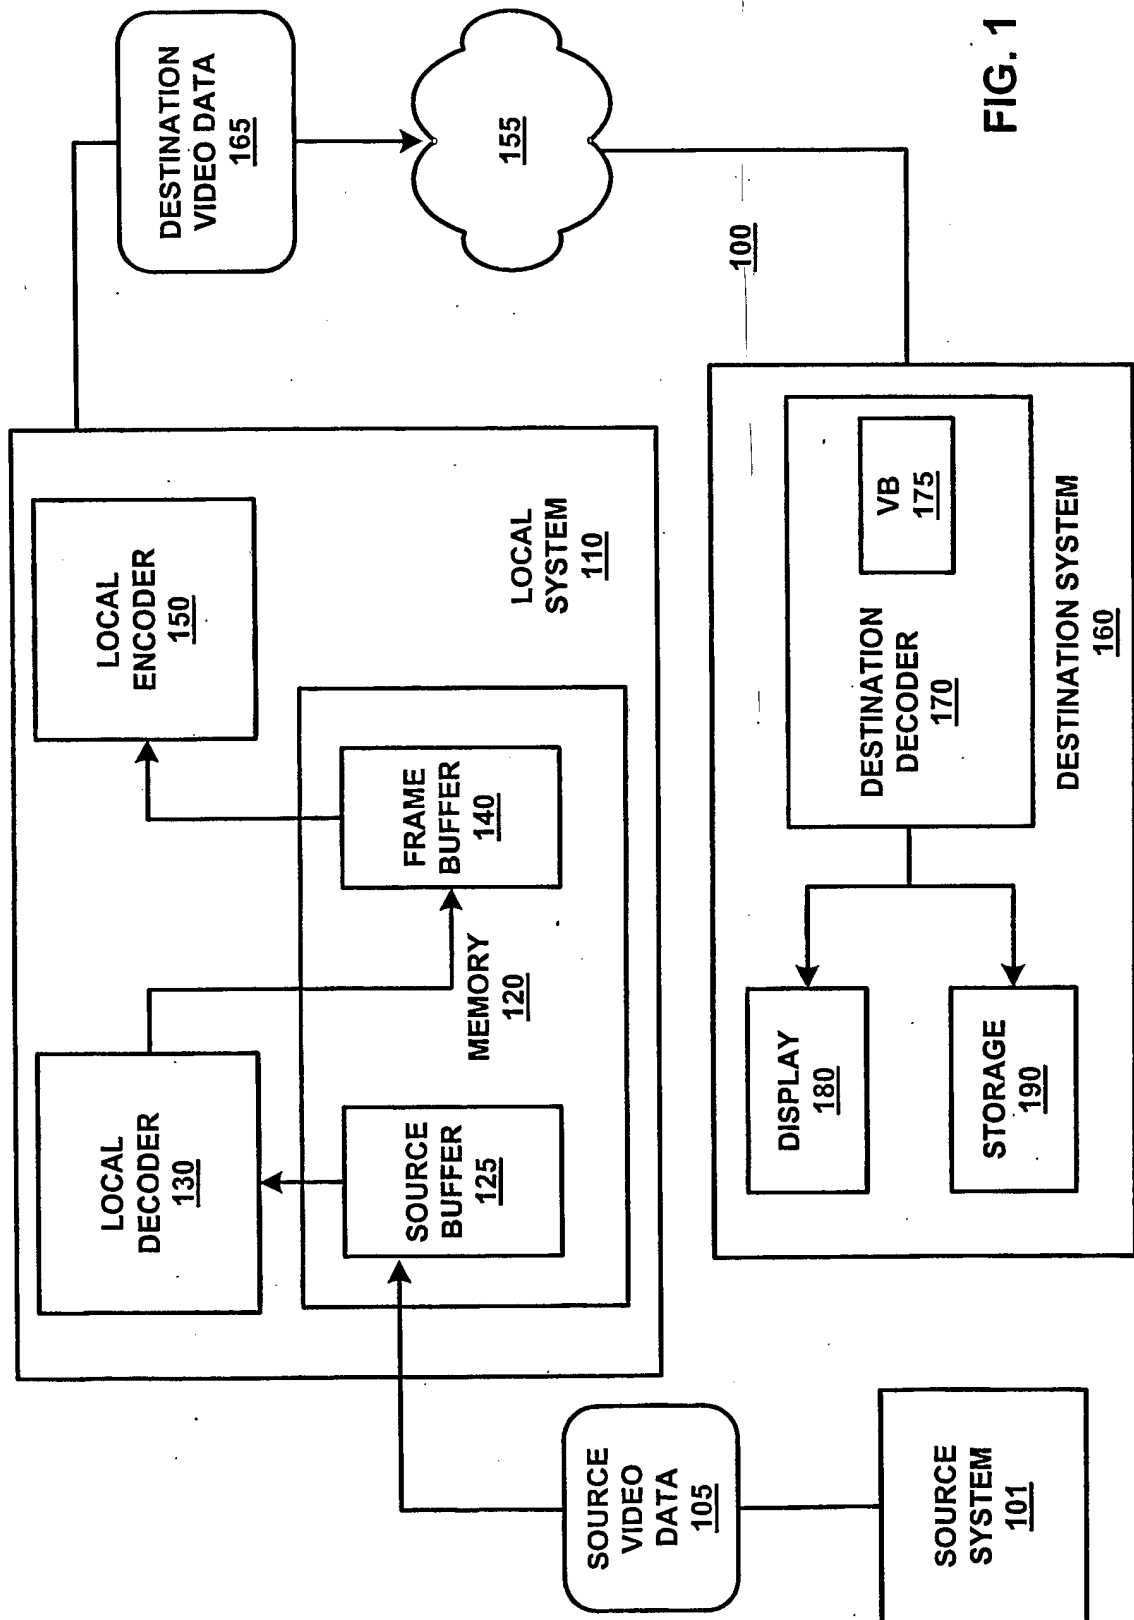 SOURCE
SYSTEM
101
SOURCE
VIDEO
DATA
105
LOCAL
DECODER
130
SOURCE
BUFFER
125
MEMORY
120
FRAME
BUFFER
140
LOCAL
ENCODER
150
LOCAL
SYSTEM
110
DESTINATION
VIDEO DATA
165
155
100
DISPLAY
180
STORAGE
190
DESTINATION
DECODER
170
VB
175
DESTINATION SYSTEM
160
FIG. 1